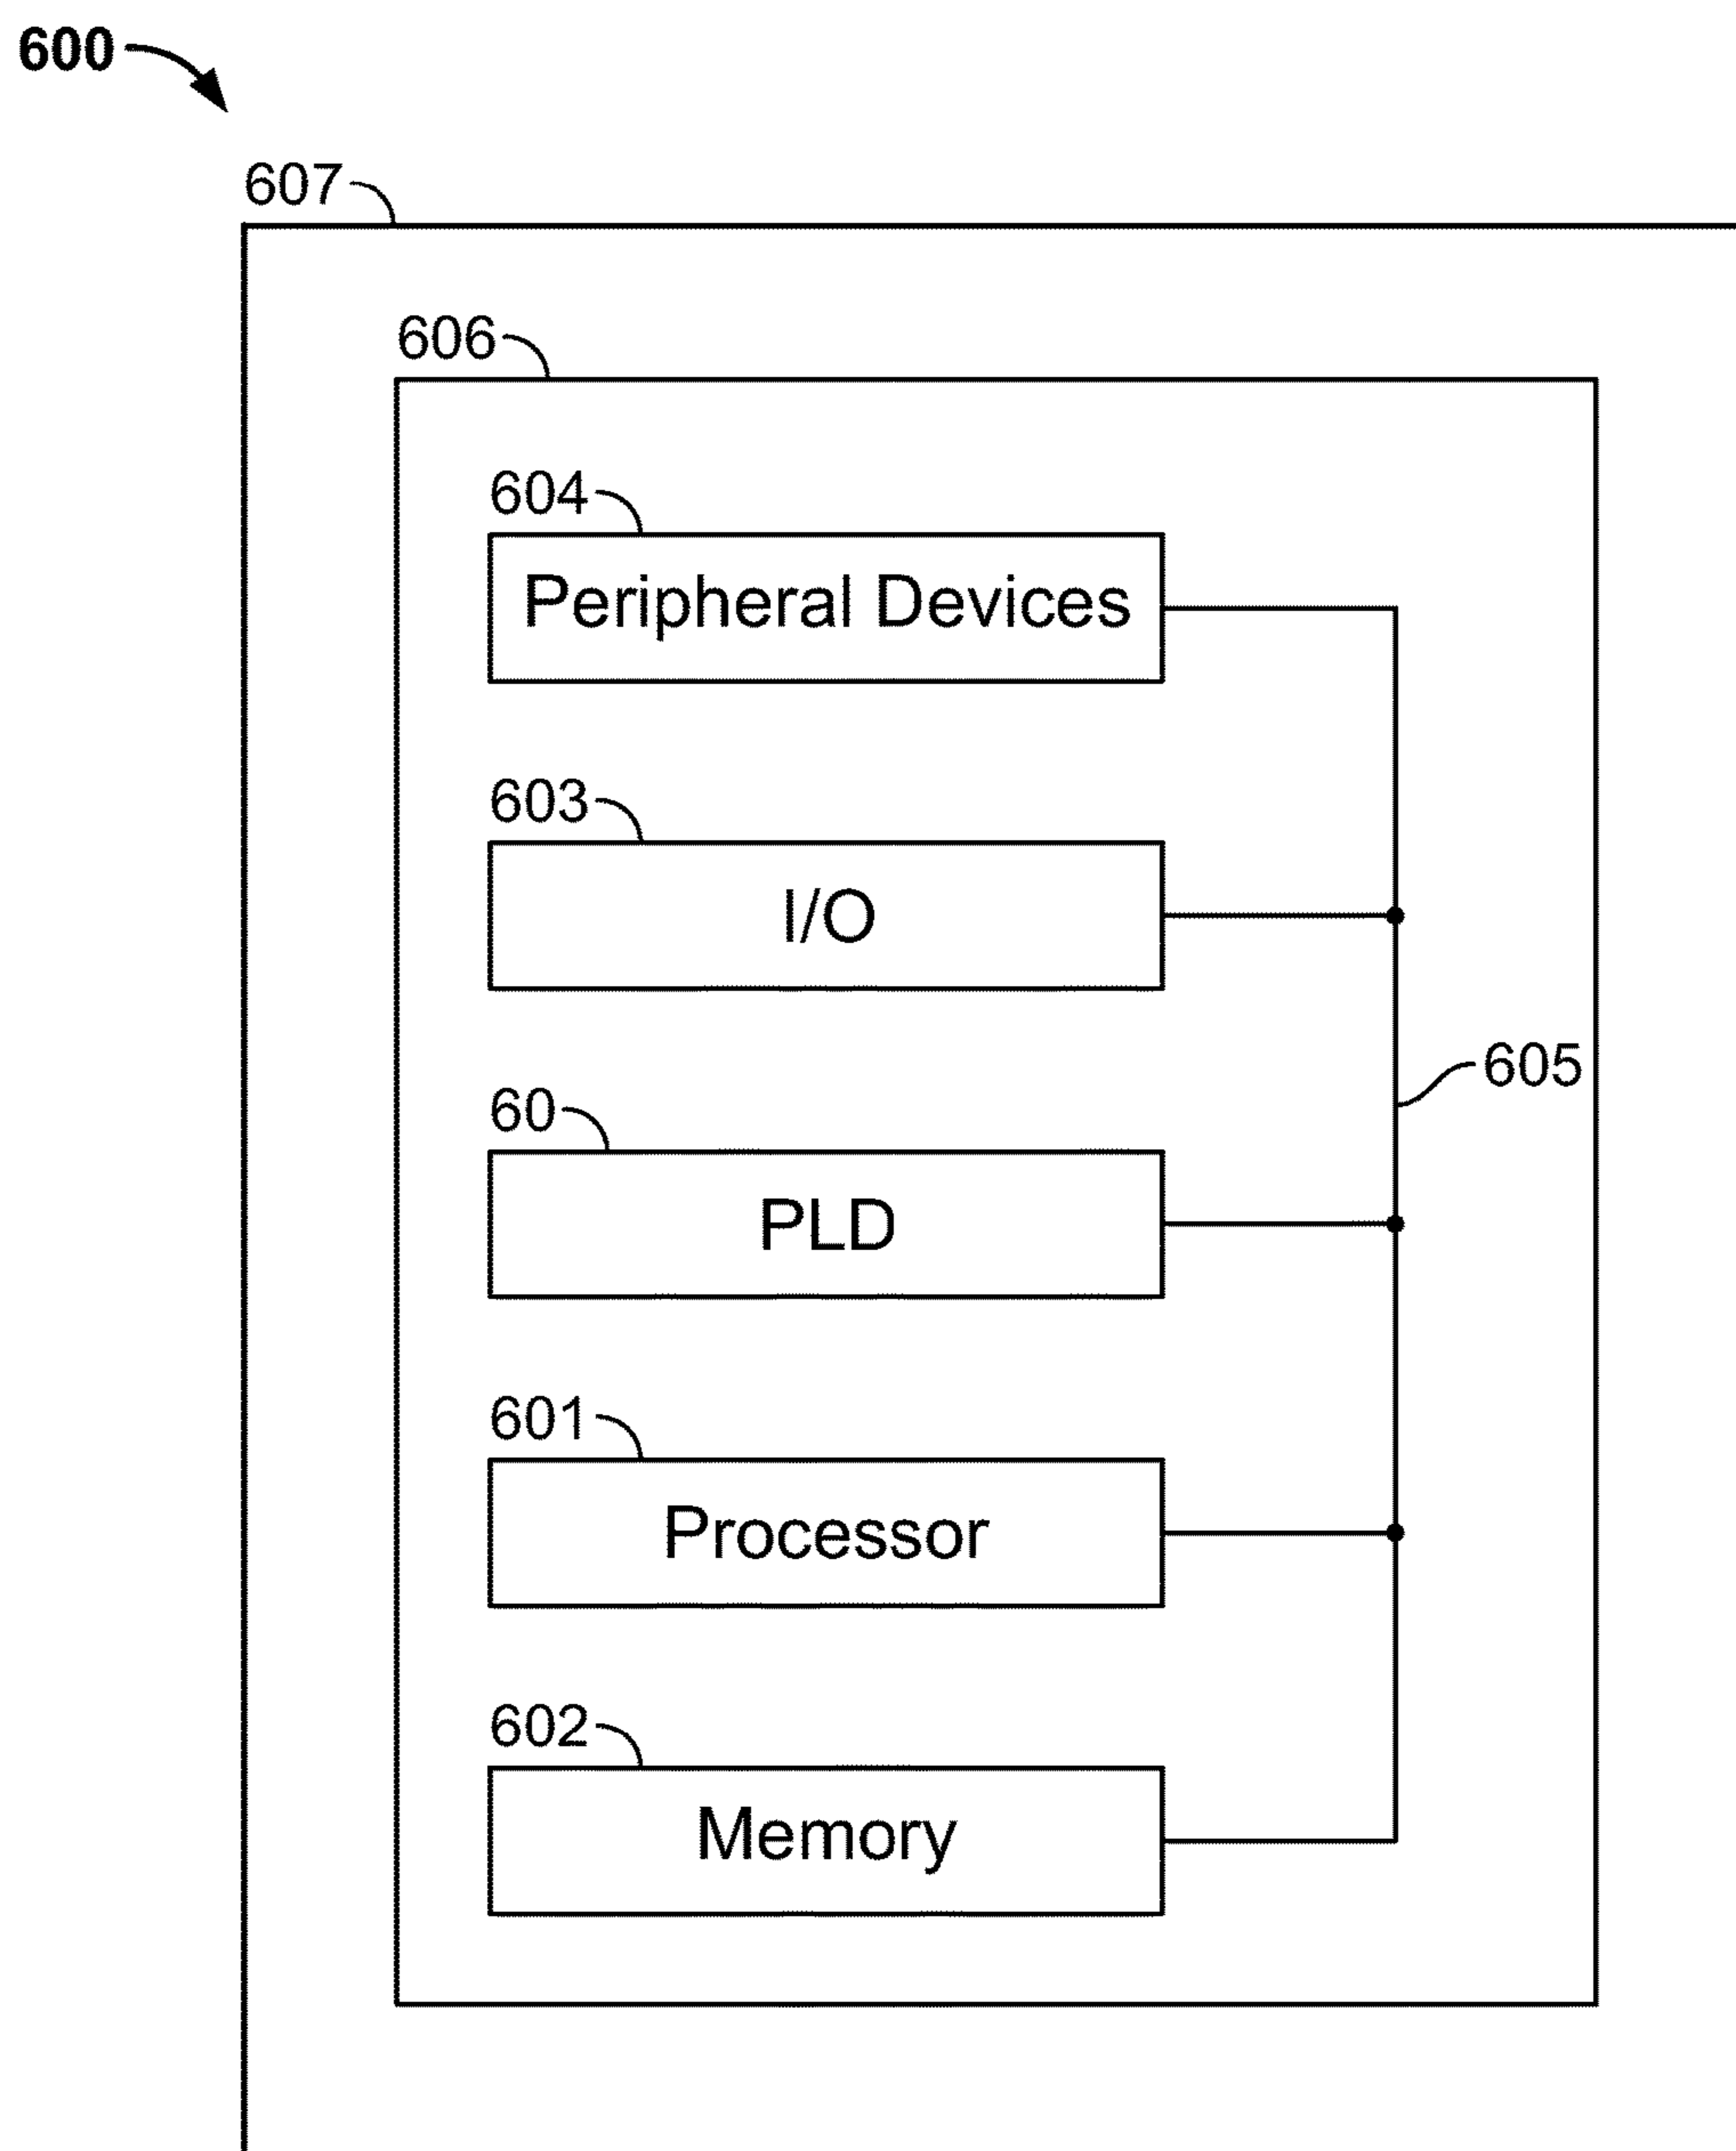 600
607
606
604
Peripheral Devices
603
I/O
605
60
PLD
601
Processor
602
Memory